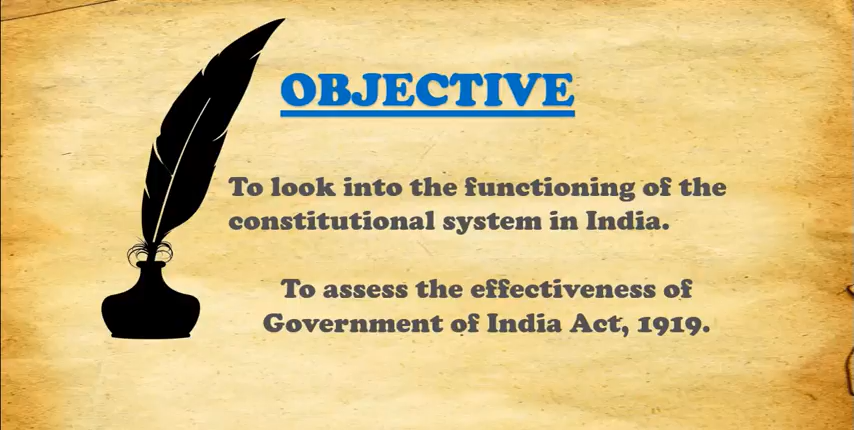 OBJECTIVE
To look into the functioning of the
constitutional system in India.
To assess the effectiveness of
Government of India Act, 1919.